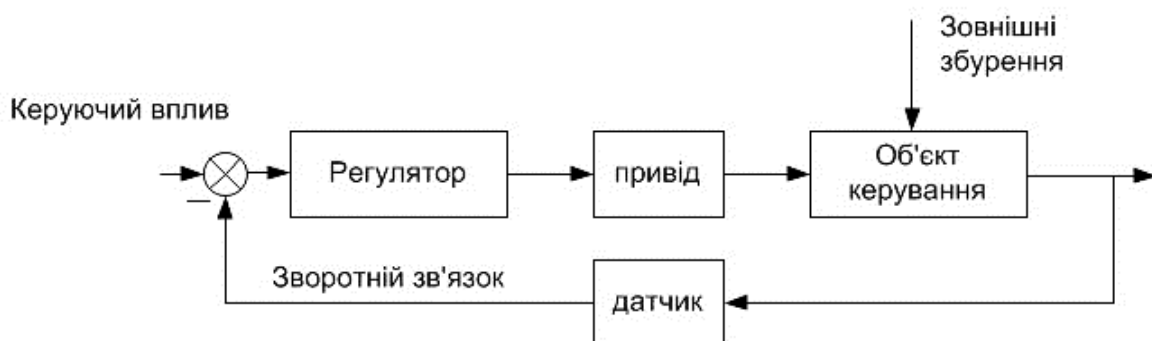 Зовнішні
збурення
Керуючий вплив
Регулятор
привід
Об'єкт
керування
Зворотній зв'язок
датчик